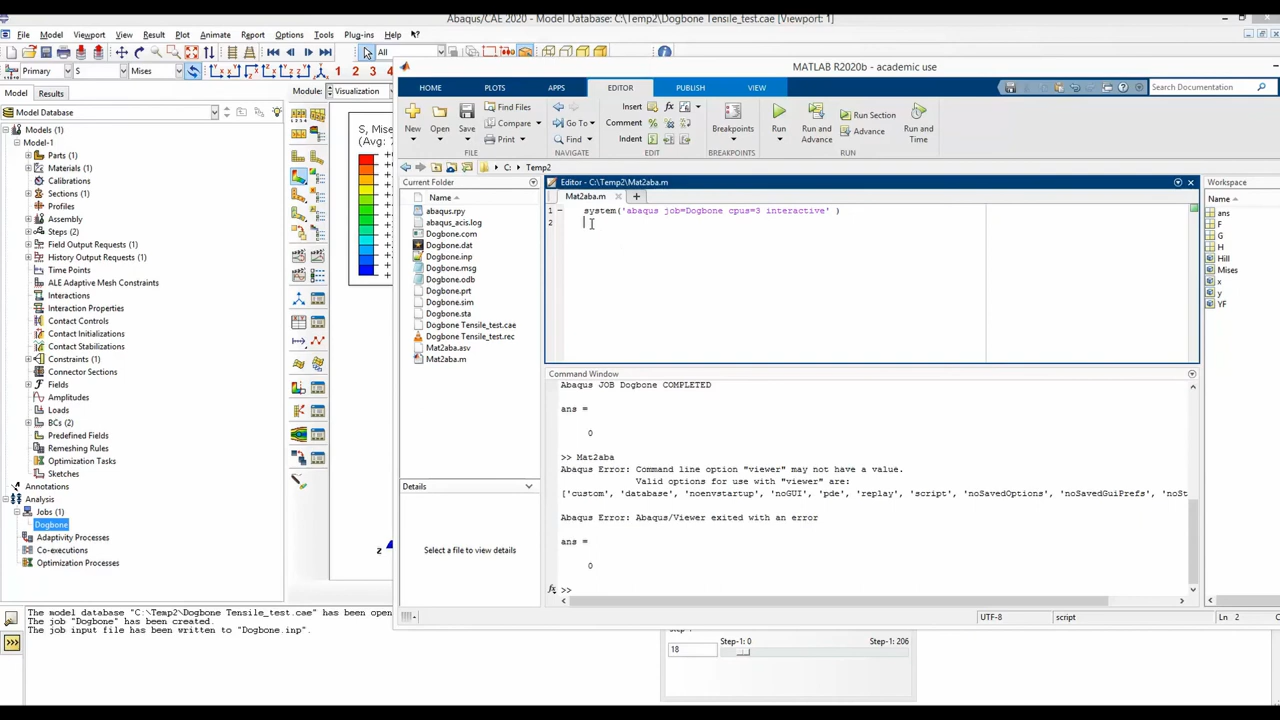 Abaqus/CAE 2020 - Model Database: C:\Temp2\Dogbone Tensile_test.cae [Viewport: 1]
File Model Viewport View Result Plot Animate Report Options Tools Plug-ins Help
All
Primary S Mises
1 2 3 4
Model Results
Module: Visualization
Model Database
Models (1)
Model-1
Parts (1)
Materials (1)
Calibrations
Sections (1)
Profiles
Assembly
Steps (2)
Field Output Requests (1)
History Output Requests (1)
Time Points
ALE Adaptive Mesh Constraints
Interactions
Interaction Properties
Contact Controls
Contact Initializations
Contact Stabilizations
Constraints (1)
Connector Sections
Fields
Amplitudes
Loads
BCs (2)
Predefined Fields
Remeshing Rules
Optimization Tasks
Sketches
Annotations
Analysis
Jobs (1)
Dogbone
Adaptivity Processes
Co-executions
Optimization Processes
S, Mise
(Avg: 7
2
The model database "C:\Temp2\Dogbone Tensile_test.cae" has been open
The job "Dogbone" has been created.
The job input file has been written to "Dogbone.inp".
MATLAB R2020b - academic use
HOME PLOTS APPS EDITOR PUBLISH VIEW
Search Documentation
New Open Save
Find Files
Compare
Print
Go To
Find
Insert
Comment
Indent
Breakpoints
Run
Run and Advance
Run Section
Advance
Run and Time
FILE NAVIGATE EDIT BREAKPOINTS RUN
C: Temp2
Current Folder
Name
abaqus.rpy
abaqus_acis.log
Dogbone.com
Dogbone.dat
Dogbone.inp
Dogbone.msg
Dogbone.odb
Dogbone.prt
Dogbone.sim
Dogbone.sta
Dogbone Tensile_test.cae
Dogbone Tensile_test.rec
Mat2aba.asv
Mat2aba.m
Details
Select a file to view details
Editor - C:\Temp2\Mat2aba.m
Mat2aba.m
1 system('abaqus job=Dogbone cpus=3 interactive' )
2
Command Window
Abaqus JOB Dogbone COMPLETED
ans =
0
>> Mat2aba
Abaqus Error: Command line option "viewer" may not have a value.
Valid options for use with "viewer" are:
['custom', 'database', 'noenvstartup', 'noGUI', 'pde', 'replay', 'script', 'noSavedOptions', 'noSavedGuiPrefs', 'noSt
Abaqus Error: Abaqus/Viewer exited with an error
ans =
0
fx >>
Workspace
Name
ans
F
G
H
Hill
Mises
x
y
YF
UTF-8 script Ln 2
Step-1: 0 Step-1: 206
18